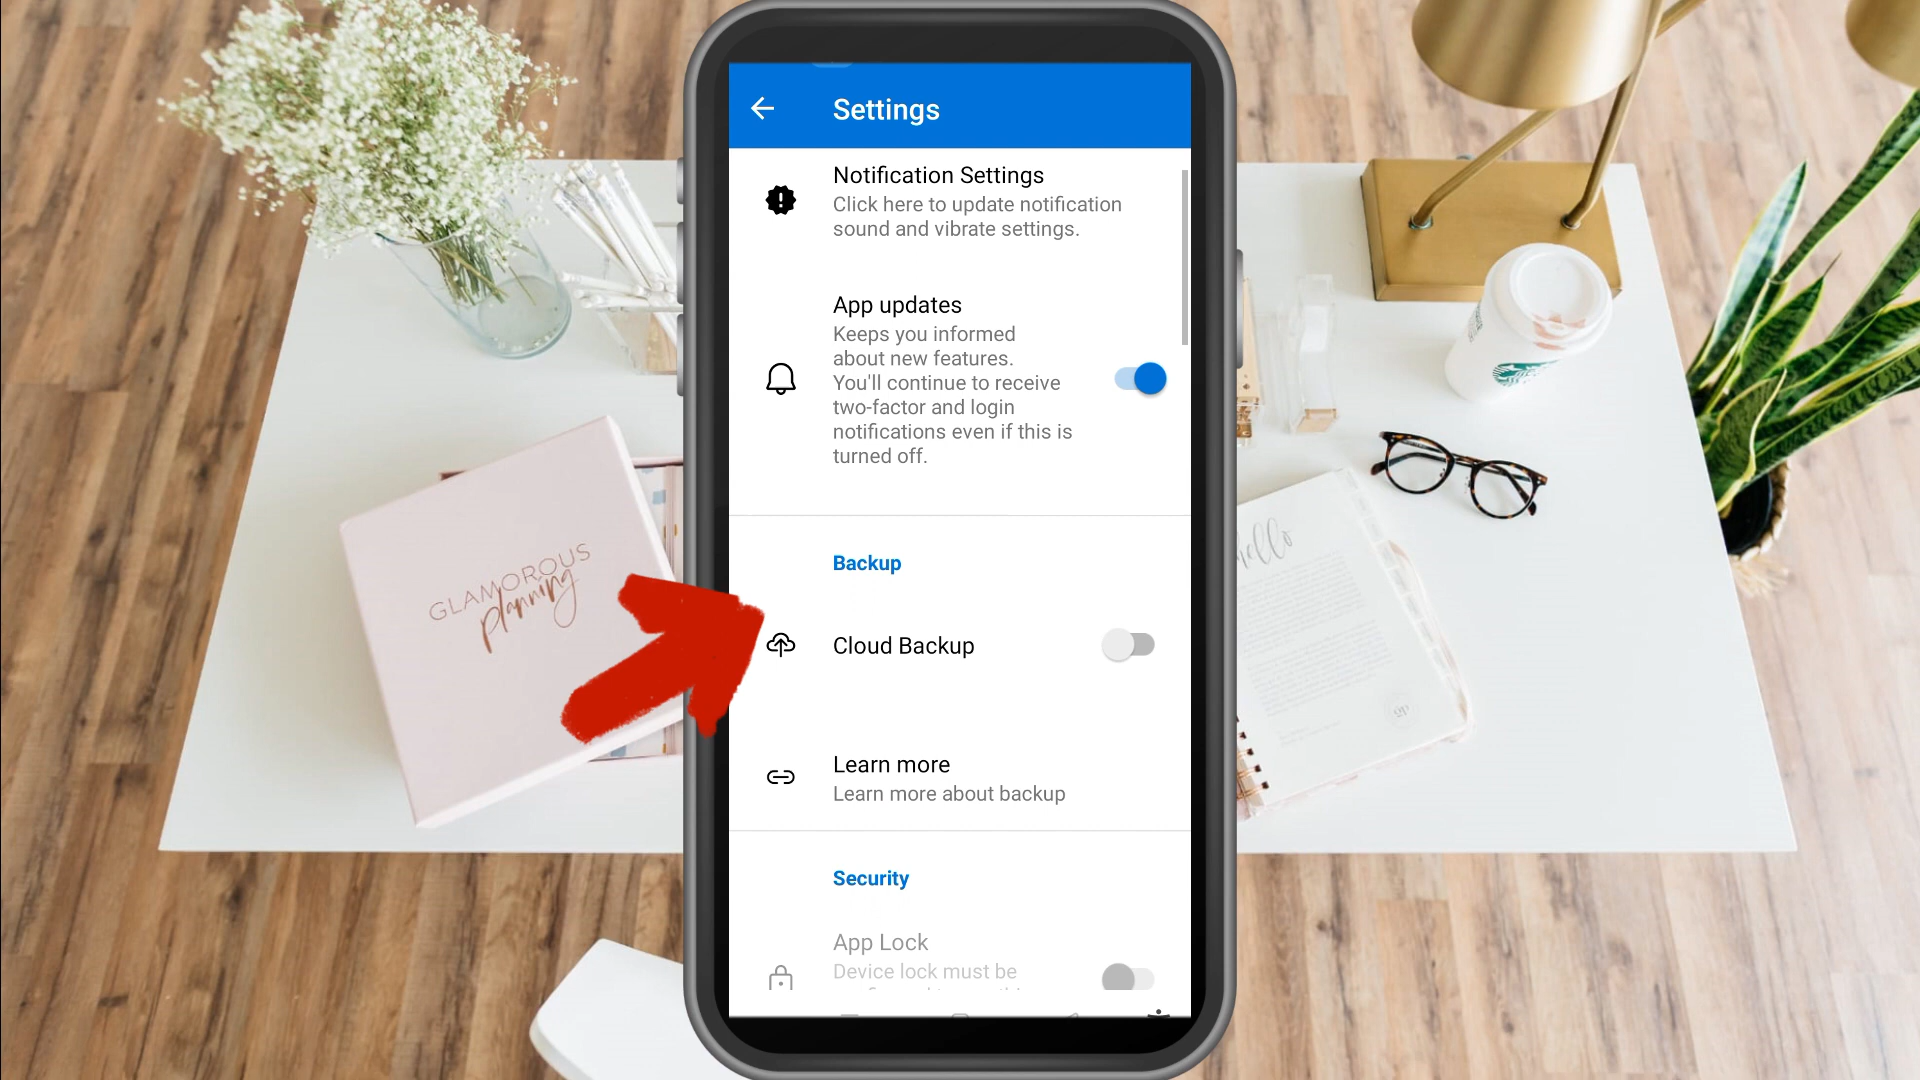 Settings
Notification Settings
Click here to update notification
sound and vibrate settings.
App updates
Keeps you informed
about new features.
You'll continue to receive
two-factor and login
notifications even if this is
turned off.
Backup
Cloud Backup
Learn more
Learn more about backup
Security
App Lock
Device lock must be
GLAMOROUS
planning
hello